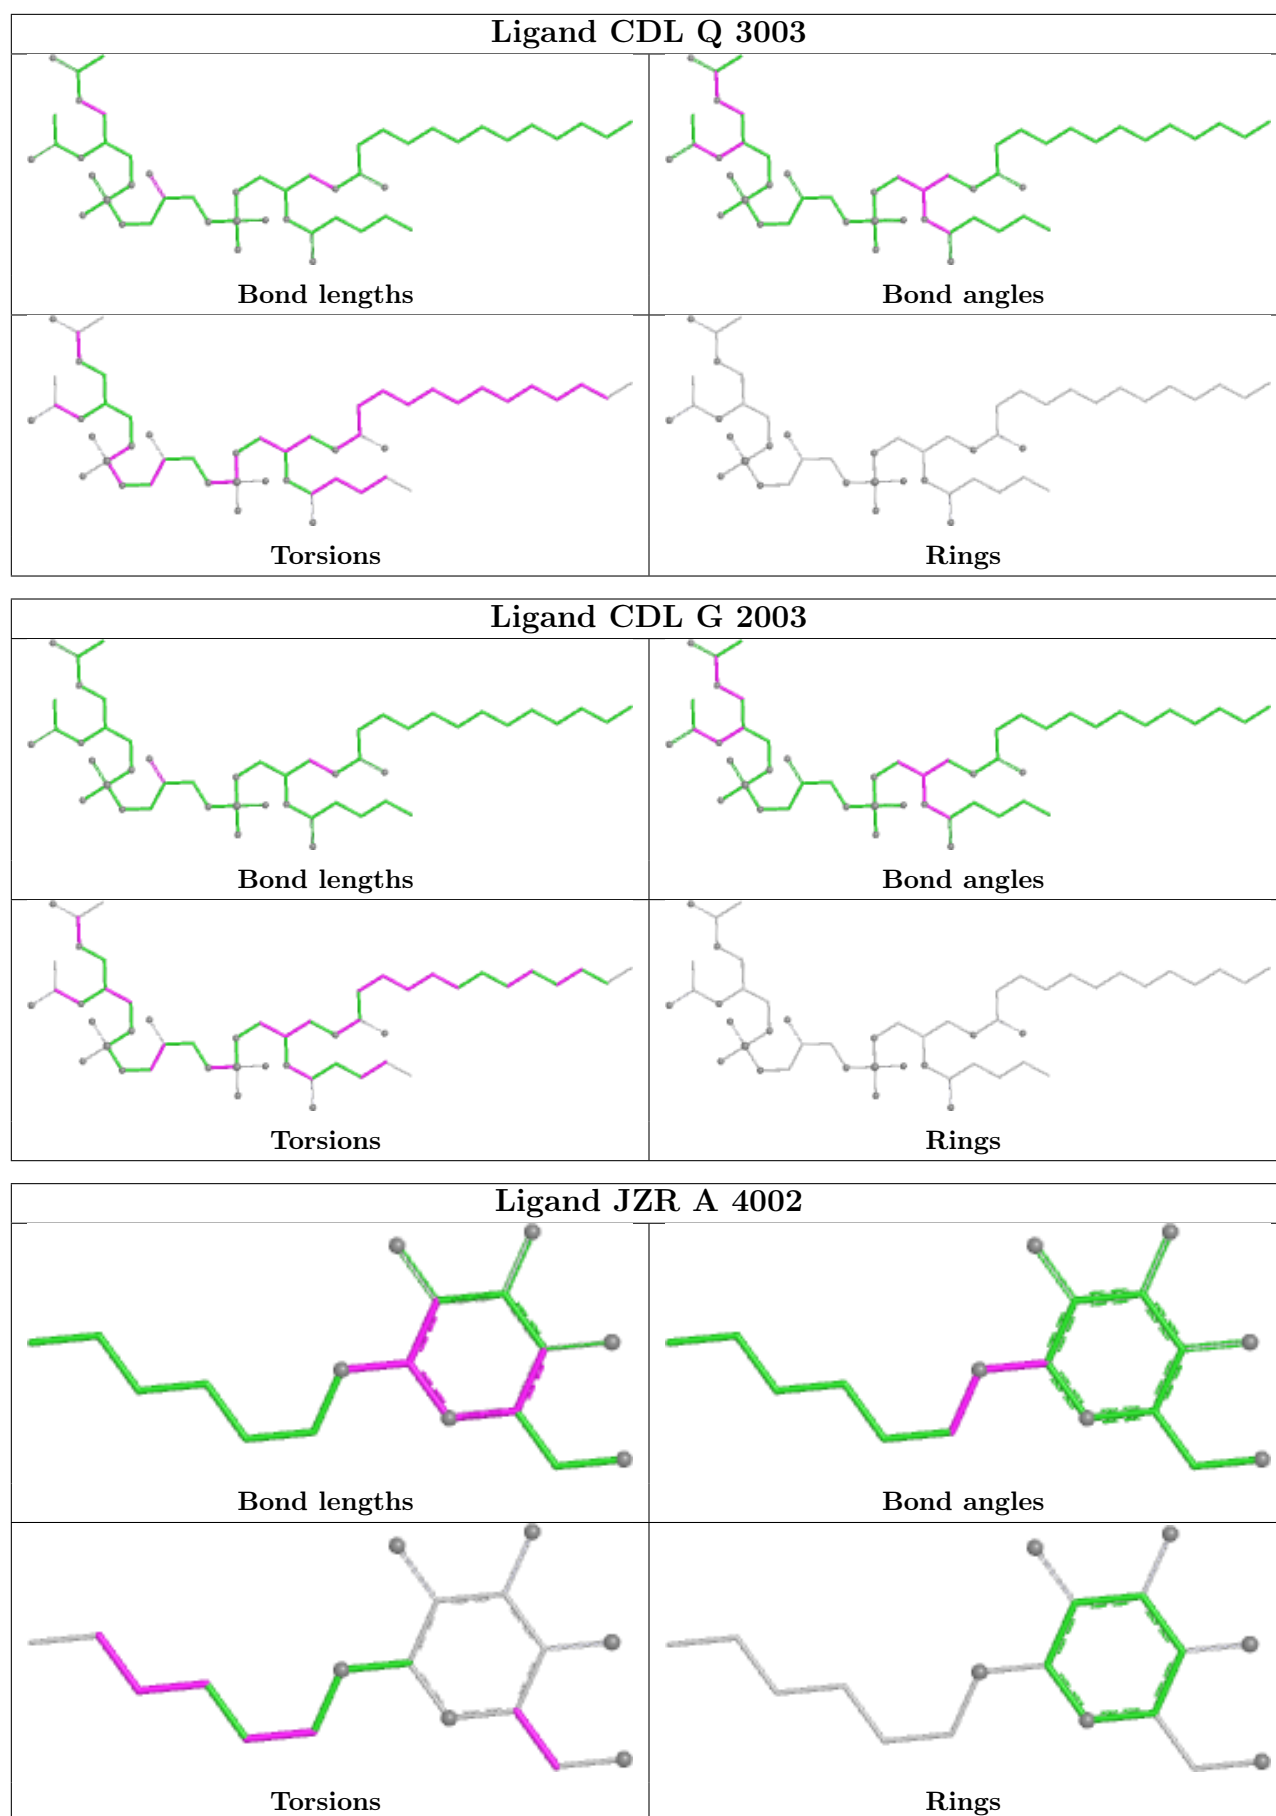 Ligand CDL Q 3003
Bond lengths
Bond angles
Torsions
Rings
Ligand CDL G 2003
Bond lengths
Bond angles
Torsions
Rings
Ligand JZR A 4002
Bond lengths
Bond angles
Torsions
Rings